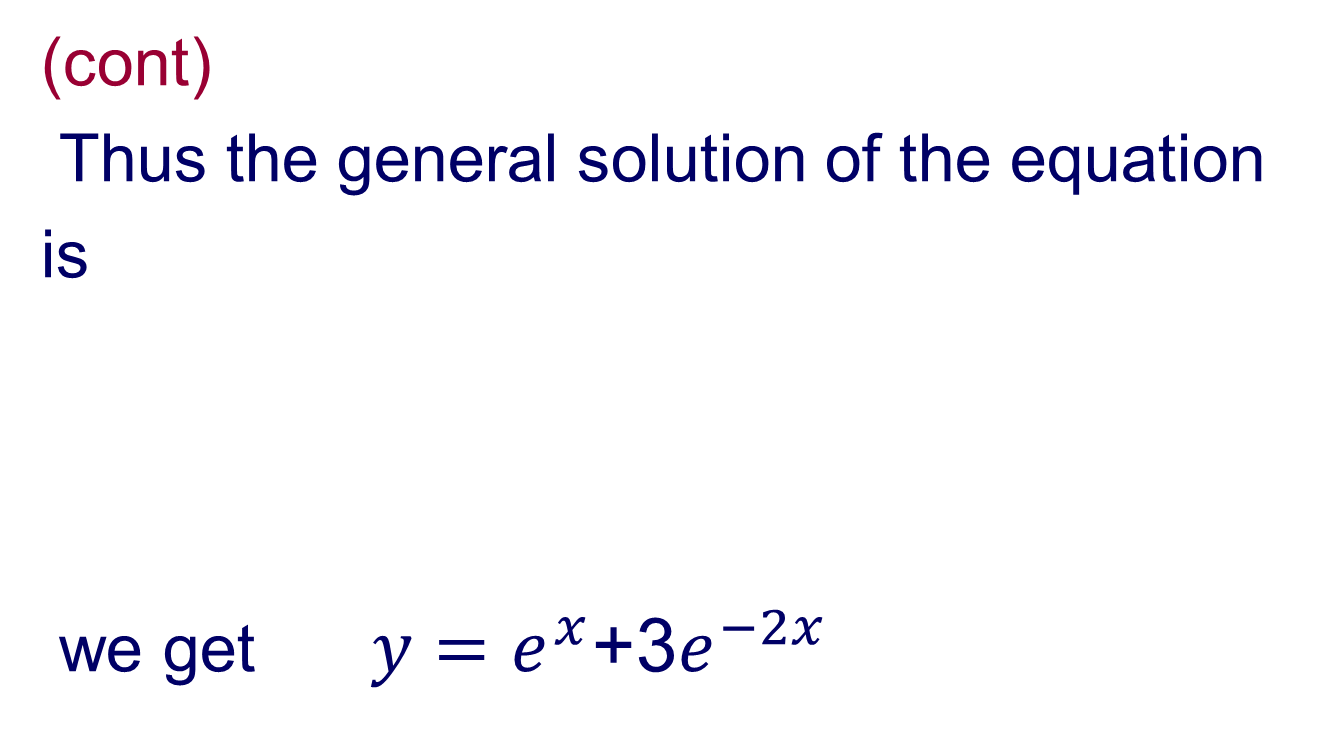 (cont)
Thus the general solution of the equation
is
we get y = e^x+3e^−2x